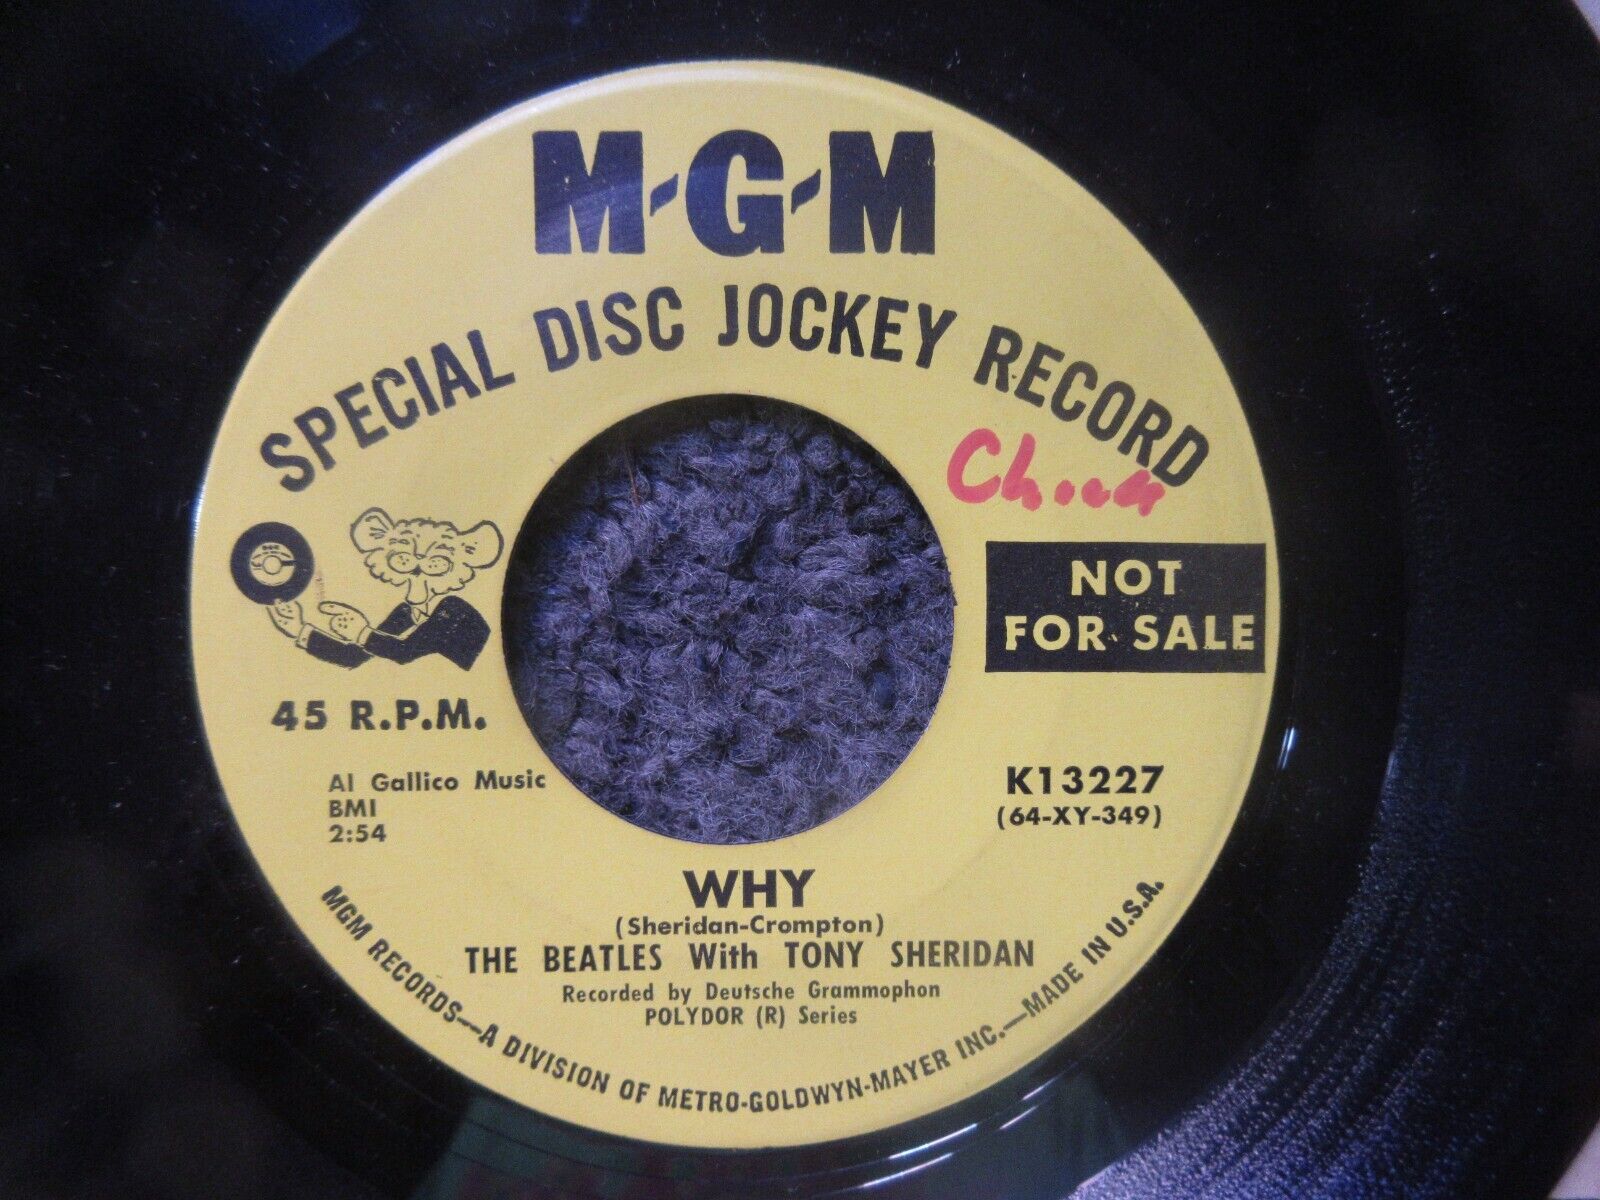 M-G-M
SPECIAL DISC JOCKEY RECORD
NOT
FOR SALE
45 R.P.M.
Al Gallico Music
BMI
2:54
K13227
(64-XY-349)
WHY
(Sheridan-Crompton)
THE BEATLES With TONY SHERIDAN
Recorded by Deutsche Grammophon
POLYDOR (R) Series
MGM RECORDS—A DIVISION OF METRO-GOLDWYN-MAYER INC.—MADE IN U.S.A.